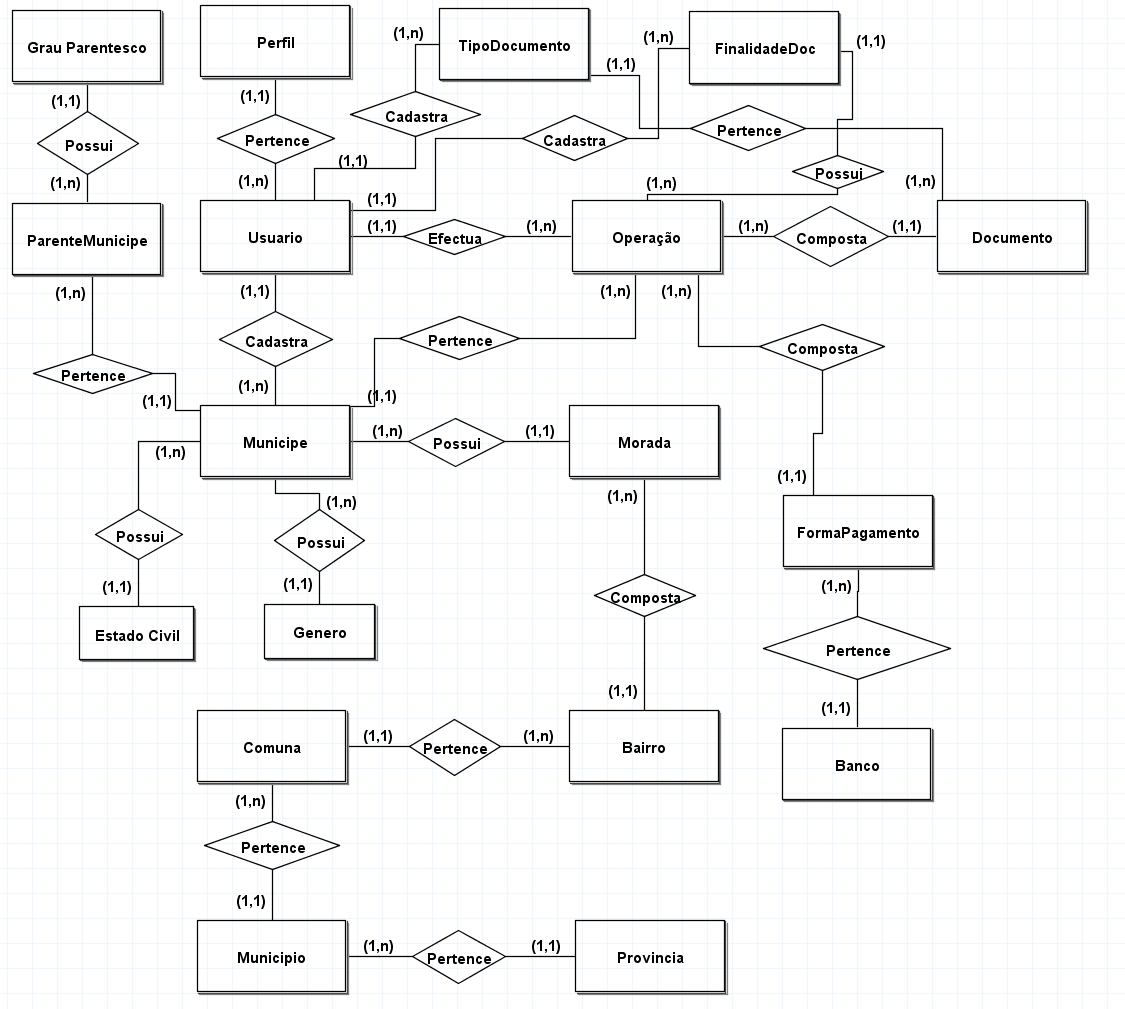 Grau Parentesco
Perfil
TipoDocumento
FinalidadeDoc
(1,n)
(1,n)
(1,1)
(1,1)
(1,1)
(1,1)
Possui
Pertence
Cadastra
Cadastra
Pertence
Possui
(1,1)
(1,n)
(1,n)
(1,n)
(1,n)
(1,1)
ParenteMunicipe
Usuario
(1,1)
Efectua
(1,n)
Operação
(1,n)
Composta
(1,1)
Documento
(1,n)
(1,1)
(1,n)
(1,n)
Cadastra
Pertence
Composta
Pertence
(1,n)
(1,1)
(1,1)
Municipe
(1,n)
Possui
(1,1)
Morada
(1,n)
(1,n)
(1,n)
(1,1)
Possui
Possui
FormaPagamento
(1,1)
(1,1)
(1,n)
Composta
Estado Civil
Genero
Pertence
(1,1)
(1,1)
Comuna
(1,1)
Pertence
(1,n)
Bairro
Banco
(1,n)
Pertence
(1,1)
Municipio
(1,n)
Pertence
(1,1)
Provincia